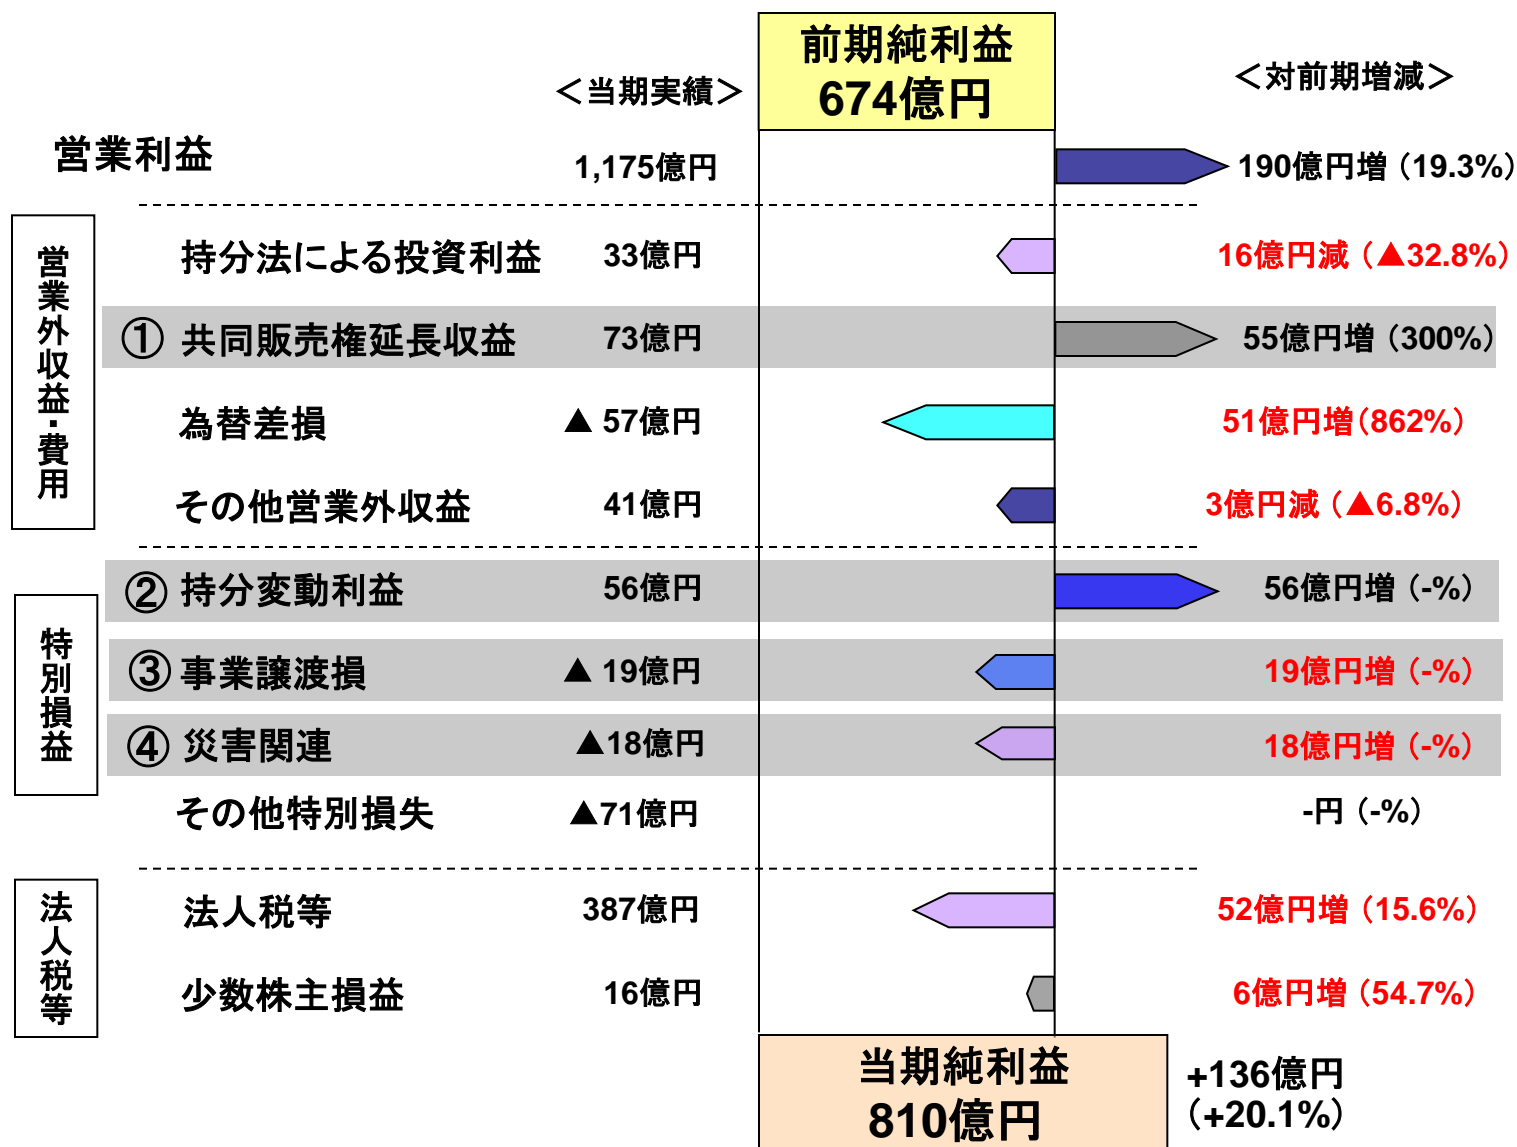 前期純利益
674億円
＜当期実績＞
＜対前期増減＞
営業利益 1,175億円 190億円増（19.3%）
営業外収益・費用
持分法による投資利益 33億円 16億円減（▲32.8%）
① 共同販売権延長収益 73億円 55億円増（300%）
為替差損 ▲ 57億円 51億円増（862%）
その他営業外収益 41億円 3億円減（▲6.8%）
特別損益
② 持分変動利益 56億円 56億円増（-%）
③ 事業譲渡損 ▲ 19億円 19億円増（-%）
④ 災害関連 ▲18億円 18億円増（-%）
その他特別損失 ▲71億円 -円（-%）
法人税等
法人税等 387億円 52億円増（15.6%）
少数株主損益 16億円 6億円増（54.7%）
当期純利益
810億円
+136億円
（+20.1%）